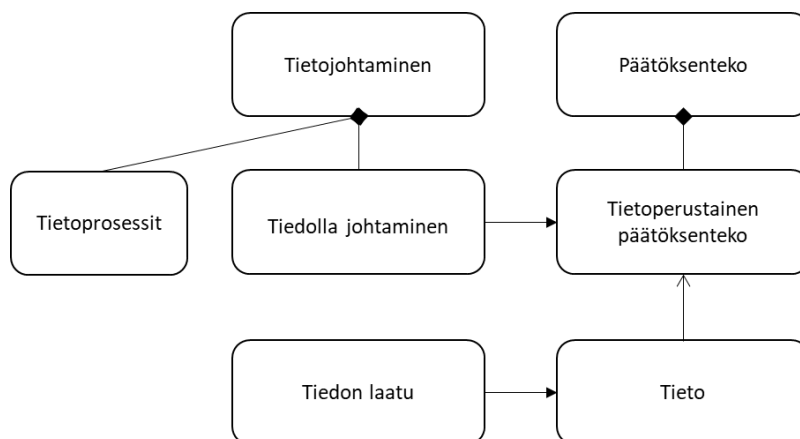 Tietojohtaminen
Päätöksenteko
Tietoprosessit
Tiedolla johtaminen
Tietoperustainen
päätöksenteko
Tiedon laatu
Tieto